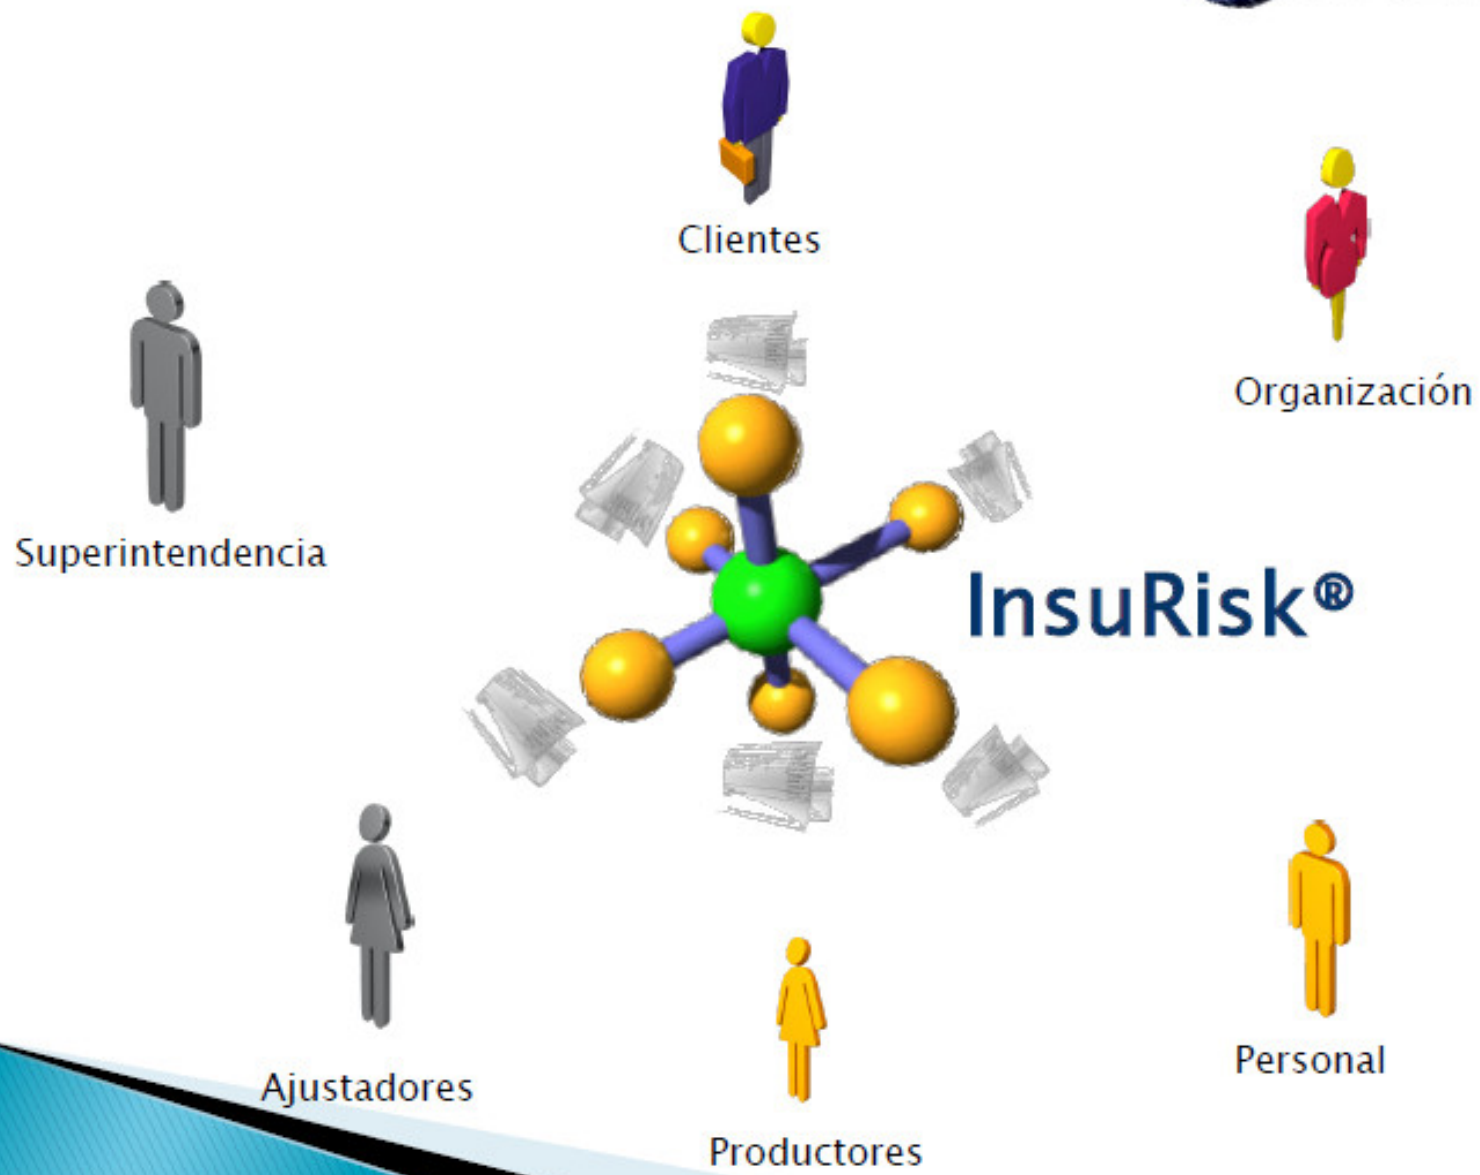 Clientes
Organización
Superintendencia
InsuRisk®
Personal
Ajustadores
Productores